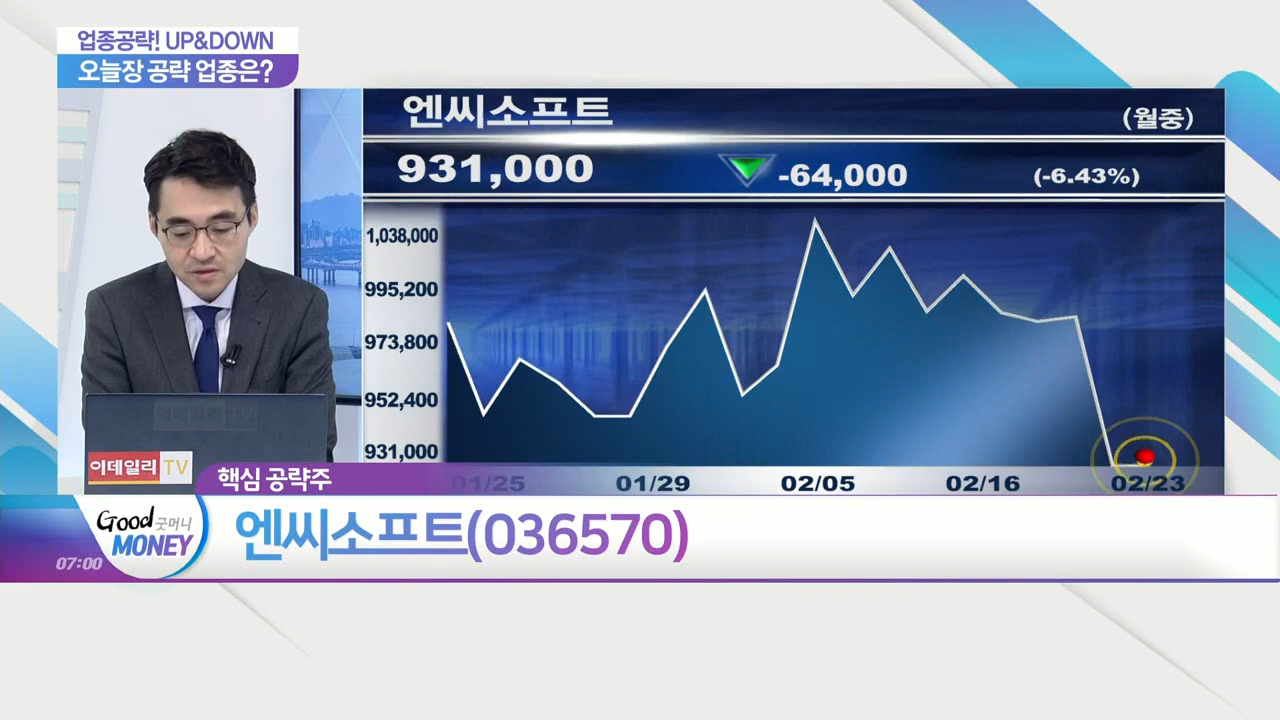 업종공략! UP&DOWN
오늘장 공략 업종은?
엔씨소프트
(월중)
931,000
-64,000
(-6.43%)
1,038,000
995,200
973,800
952,400
931,000
01/25
01/29
02/05
02/16
02/23
이데일리 TV
핵심 공략주
Good 굿머니
MONEY
07:00
엔씨소프트(036570)